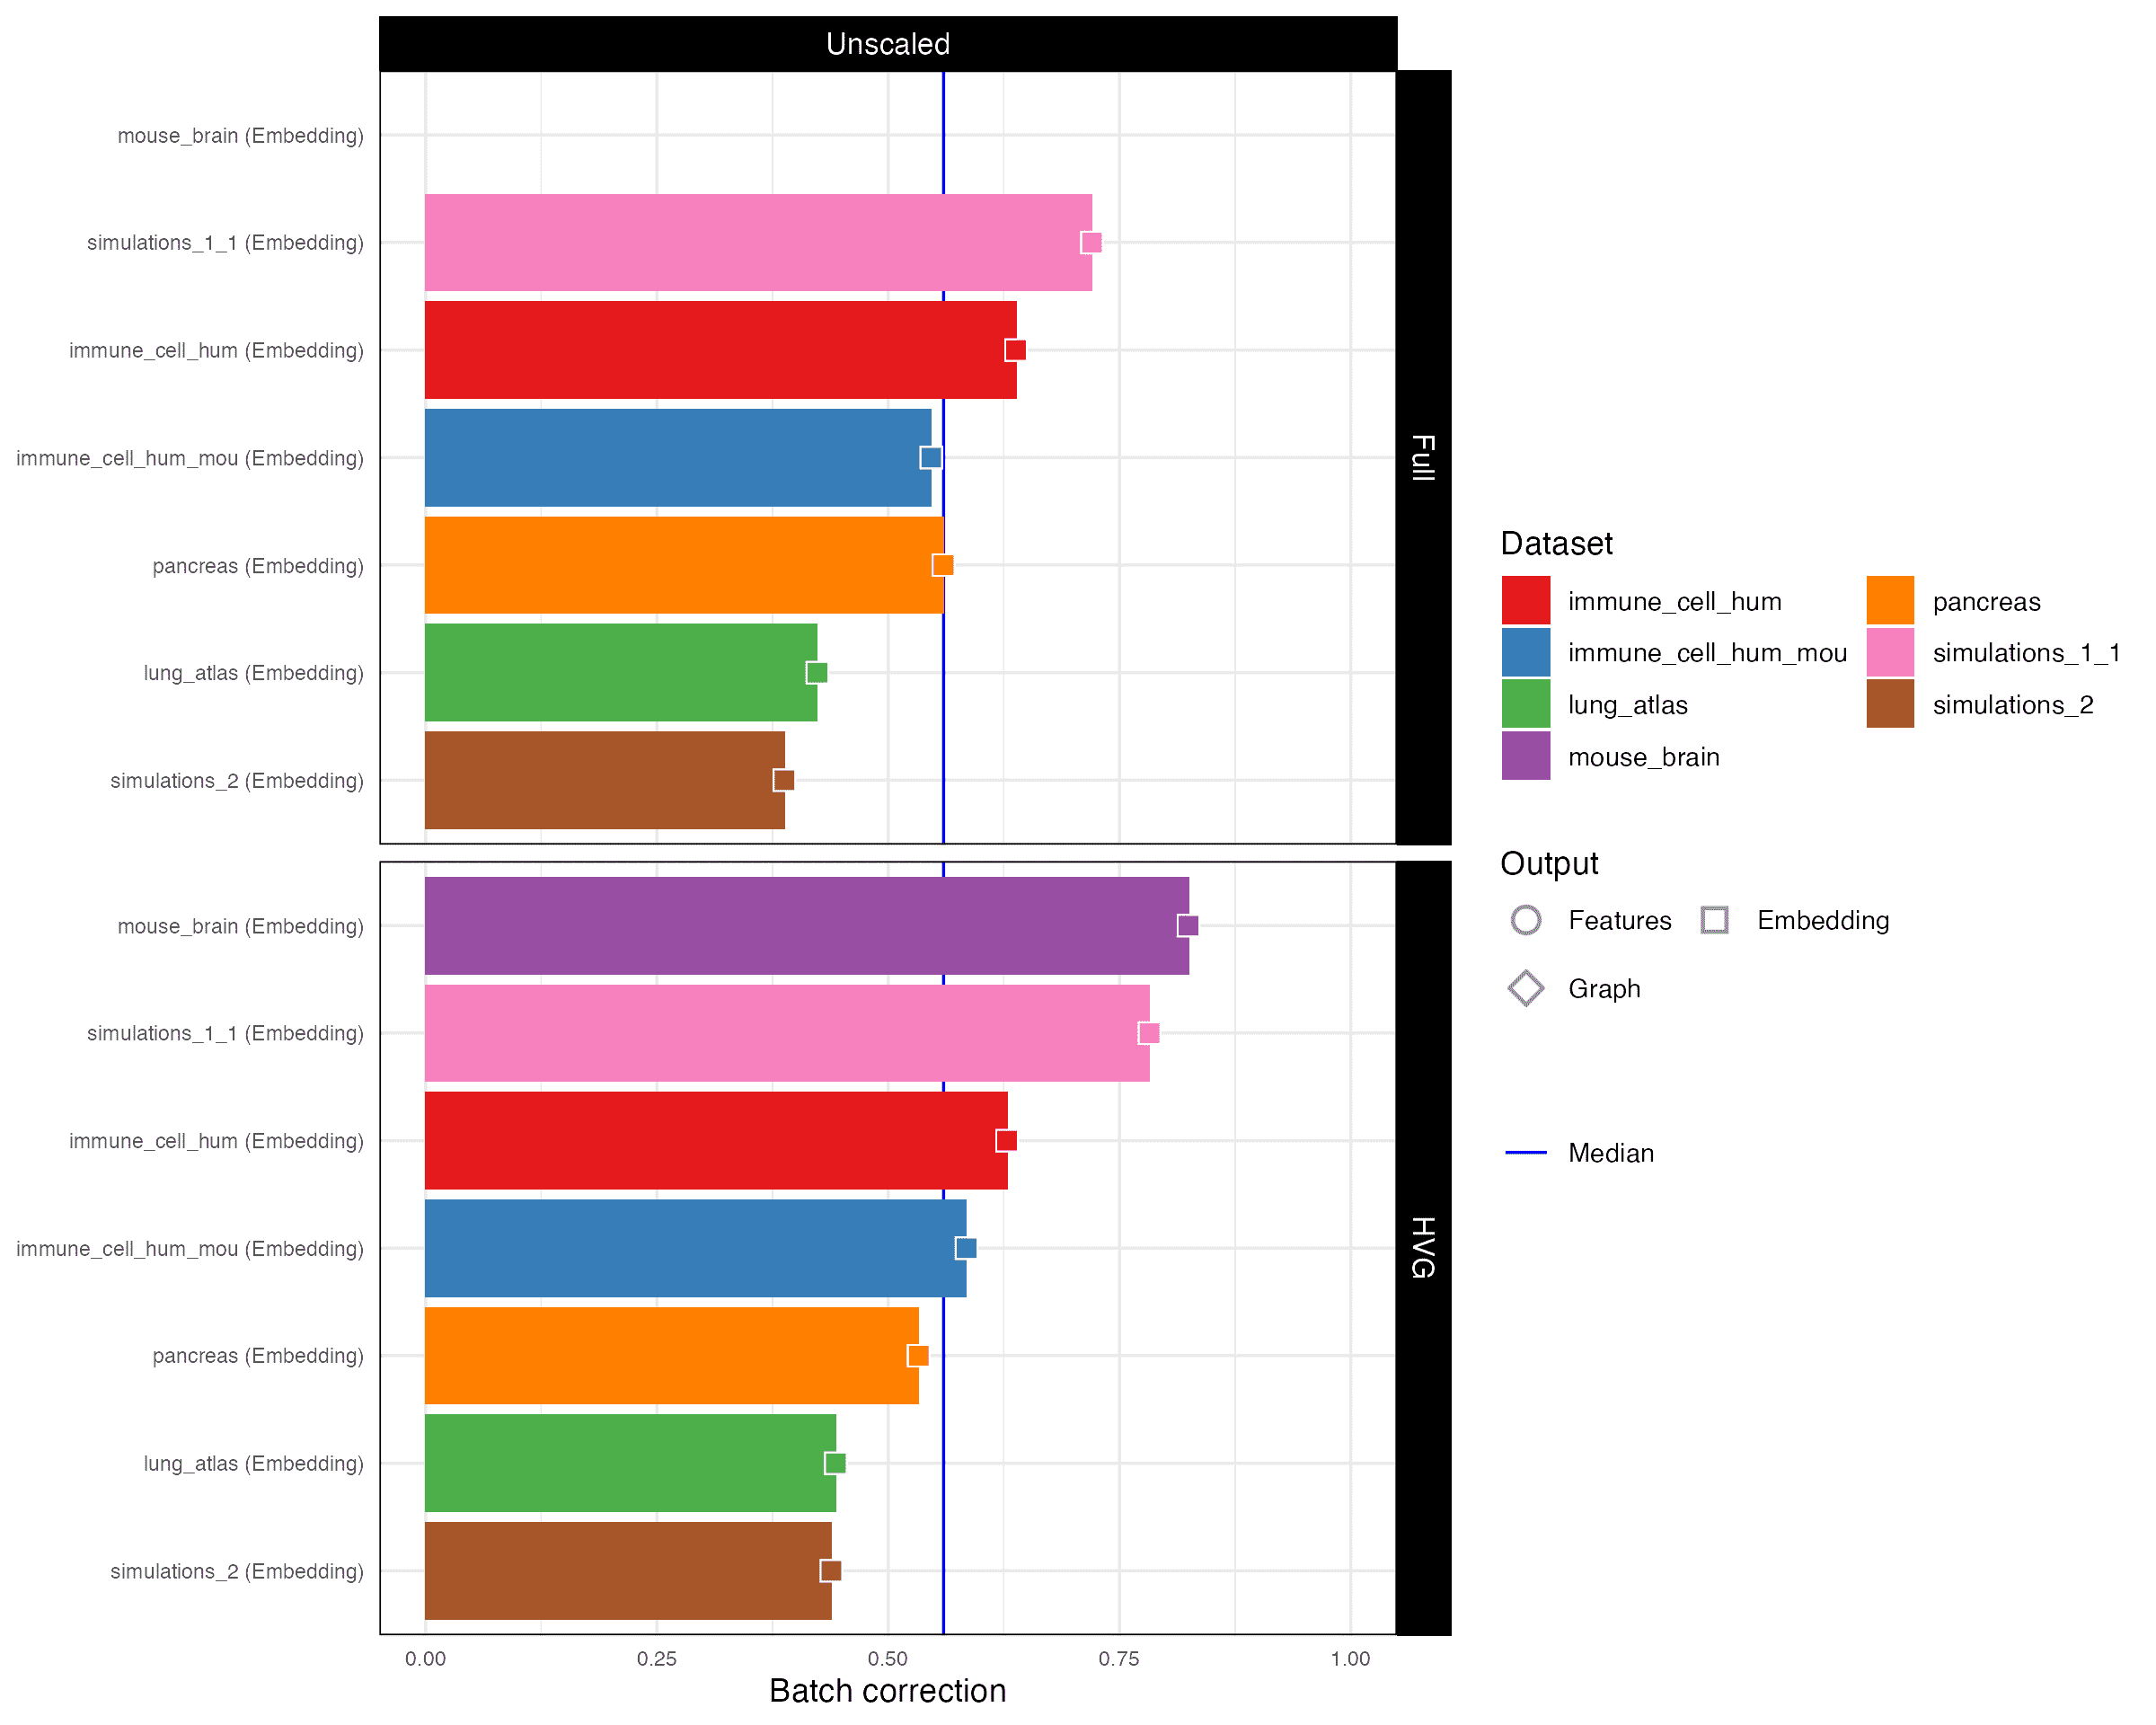 Unscaled
mouse_brain (Embedding)
simulations_1_1 (Embedding)
immune_cell_hum (Embedding)
immune_cell_hum_mou (Embedding)
pancreas (Embedding)
lung_atlas (Embedding)
simulations_2 (Embedding)
Full
mouse_brain (Embedding)
simulations_1_1 (Embedding)
immune_cell_hum (Embedding)
immune_cell_hum_mou (Embedding)
pancreas (Embedding)
lung_atlas (Embedding)
simulations_2 (Embedding)
HVG
0.00 0.25 0.50 0.75 1.00
Batch correction
Dataset
immune_cell_hum pancreas
immune_cell_hum_mou simulations_1_1
lung_atlas simulations_2
mouse_brain
Output
Features Embedding
Graph
Median